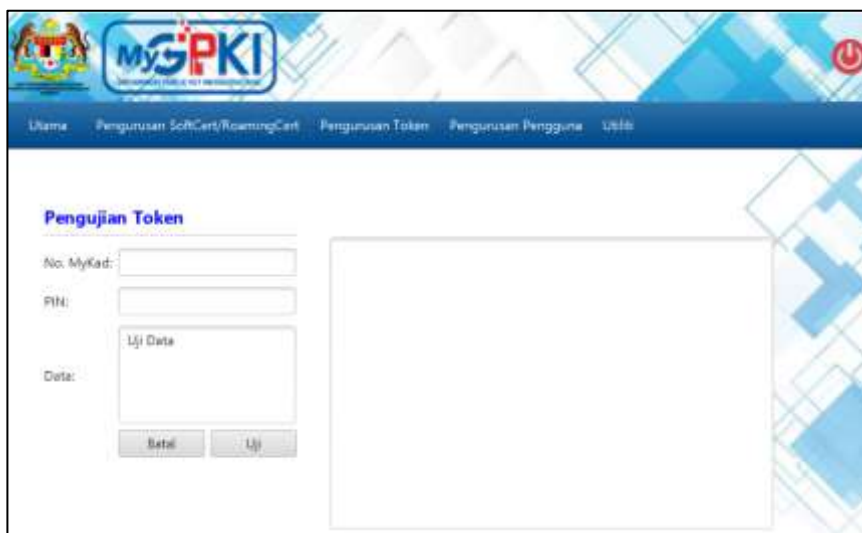 MyGPKI
Utama Pengurusan SoftCert/RoamingCert Pengurusan Token Pengurusan Pengguna Utiliti
Pengujian Token
No. MyKad:
PIN:
Uji Data
Data:
Batal Uji